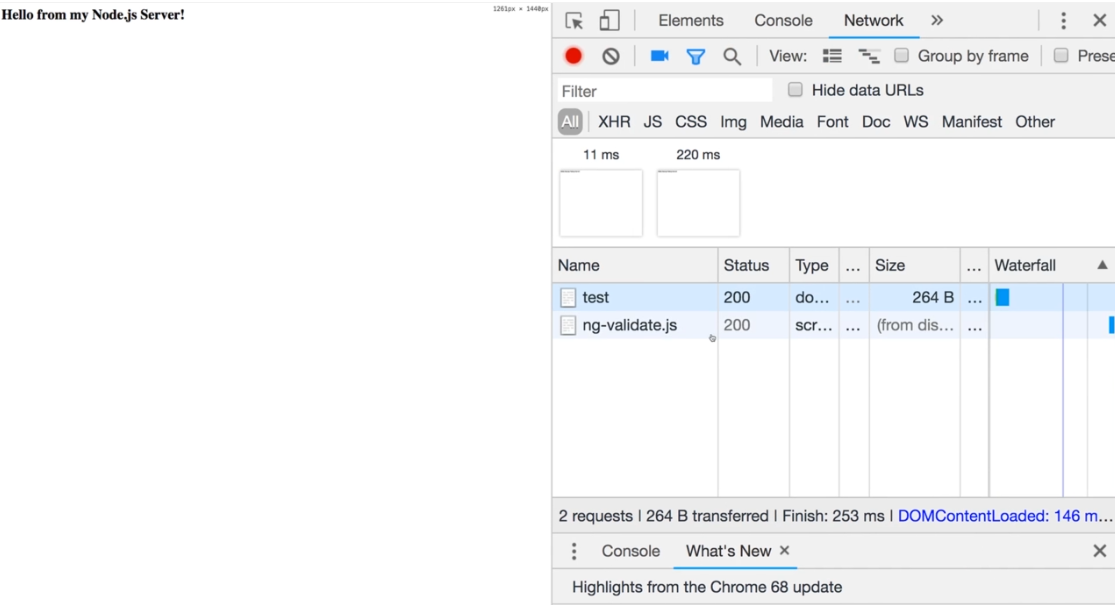 Hello from my Node.js Server!
1261px × 1440px
Elements Console Network »
View: Group by frame Prese
Filter Hide data URLs
All XHR JS CSS Img Media Font Doc WS Manifest Other
11 ms 220 ms
Name Status Type ... Size ... Waterfall ▲
test 200 do... ... 264 B ...
ng-validate.js 200 scr... ... (from dis... ...
2 requests | 264 B transferred | Finish: 253 ms | DOMContentLoaded: 146 m...
Console What's New ×
Highlights from the Chrome 68 update